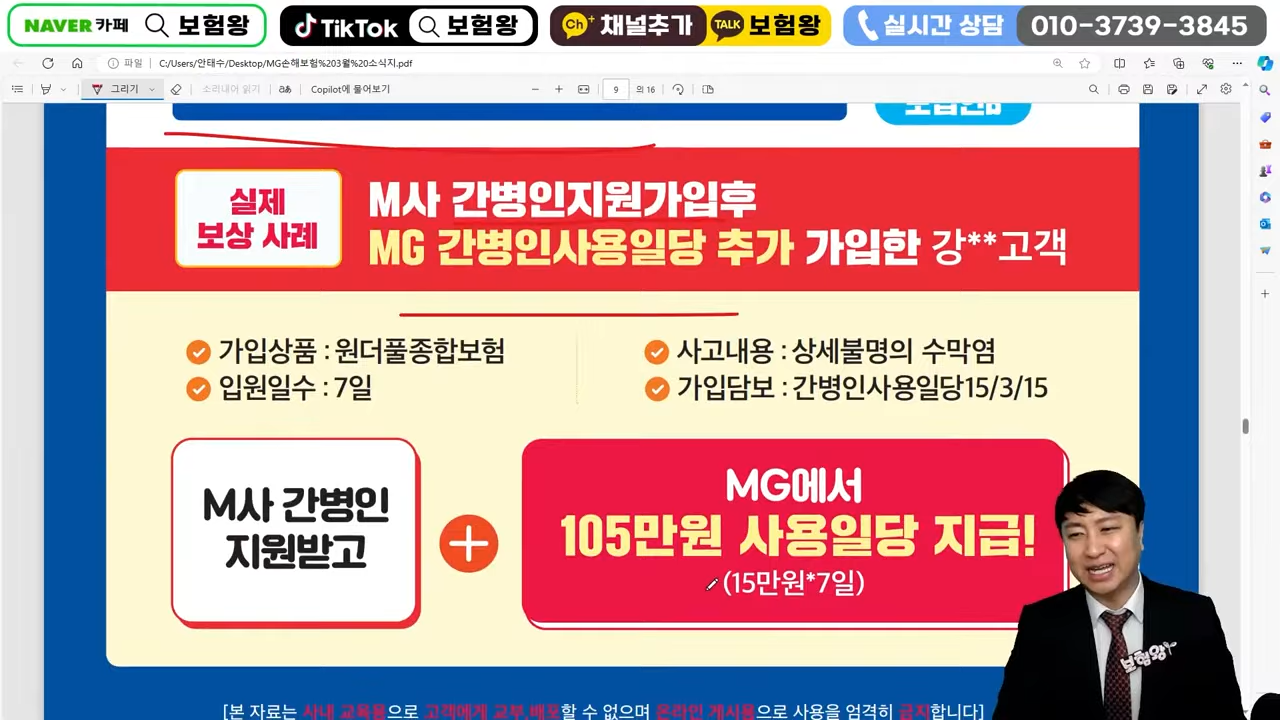 NAVER 카페 보험왕
TikTok 보험왕
Ch+ 채널추가 TALK 보험왕
실시간 상담 010-3739-3845
파일 C:/Users/안태수/Desktop/MG손해보험%203월%20소식지.pdf
그리기 소리내어 읽기 aあ Copilot에 물어보기 9 의 16
실제
보상 사례
M사 간병인지원가입후
MG 간병인사용일당 추가 가입한 강**고객
가입상품 : 원더풀종합보험
입원일수 : 7일
사고내용 : 상세불명의 수막염
가입담보 : 간병인사용일당15/3/15
M사 간병인
지원받고
+
MG에서
105만원 사용일당 지급!
(15만원*7일)
보험왕
[본 자료는 사내 교육용으로 고객에게 교부,배포할 수 없으며 온라인 게시물으로 사용을 엄격히 금지합니다]